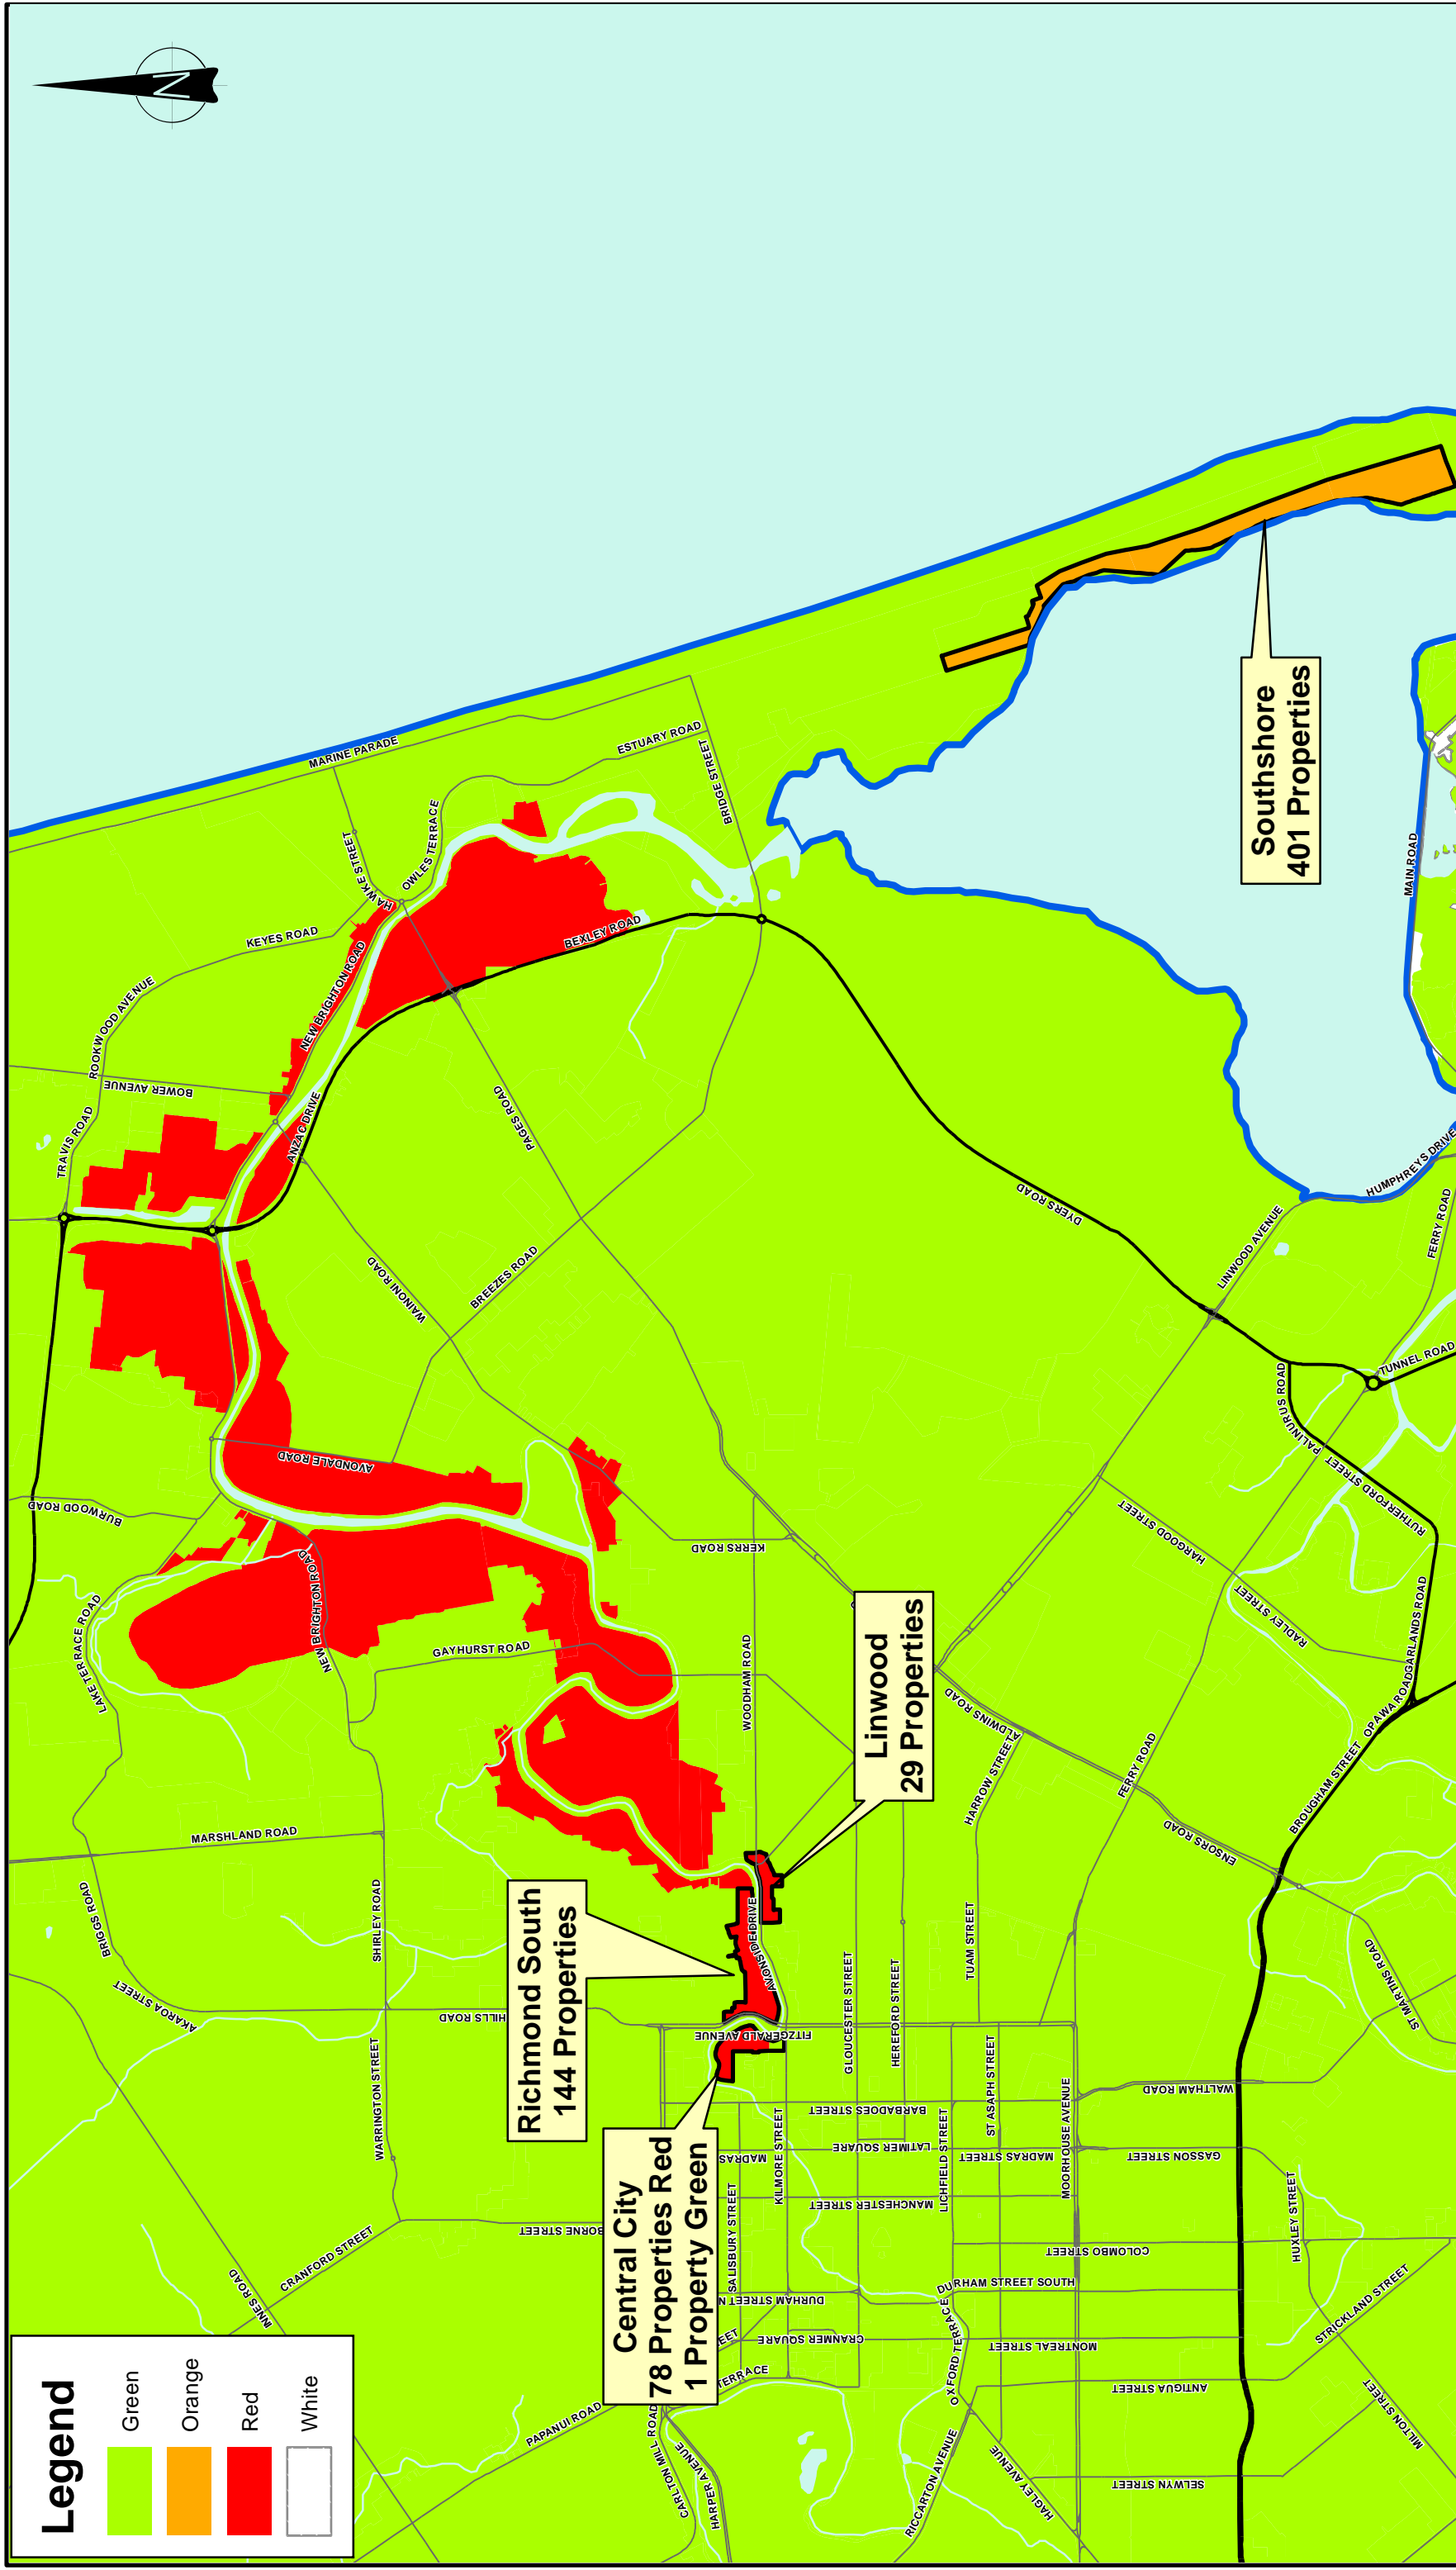 N
Legend
Green
Orange
Red
White
Central City
78 Properties Red
1 Property Green
Richmond South
144 Properties
Linwood
29 Properties
Southshore
401 Properties
TRAVIS ROAD
ROOKWOOD AVENUE
BOWER AVENUE
KEYES ROAD
HAWKE STREET
MARINE PARADE
OWLES TERRACE
NEW BRIGHTON ROAD
ANZAC DRIVE
ESTUARY ROAD
BRIDGE STREET
BEXLEY ROAD
PAGES ROAD
WAINONI ROAD
BREEZES ROAD
DYERS ROAD
AVONDALE ROAD
BURWOOD ROAD
LAKE TERRACE ROAD
NEW BRIGHTON ROAD
GAYHURST ROAD
KERRS ROAD
WOODHAM ROAD
MARSHLAND ROAD
BRIGGS ROAD
SHIRLEY ROAD
AKAROA STREET
HILLS ROAD
WARRINGTON STREET
CRANFORD STREET
INNES ROAD
BORNE STREET
PAPANUI ROAD
CARLTON MILL ROAD
HARPER AVENUE
TERRACE
EET
SALISBURY STREET
DURHAM STREET N
CRANMER SQUARE
KILMORE STREET
MADRAS
MANCHESTER STREET
LATIMER SQUARE
BARBADOES STREET
FITZGERALD AVENUE
AVONSIDE DRIVE
GLOUCESTER STREET
HEREFORD STREET
LICHFIELD STREET
TUAM STREET
ST ASAPH STREET
MADRAS STREET
MOORHOUSE AVENUE
DURHAM STREET SOUTH
OXFORD TERRACE
COLOMBO STREET
MONTREAL STREET
ANTIGUA STREET
RICCARTON AVENUE
HAGLEY AVENUE
SELWYN STREET
MILTON STREET
STRICKLAND STREET
HUXLEY STREET
GASSON STREET
WALTHAM ROAD
ST MARTINS ROAD
BROUGHAM STREET
OPAWA ROAD
GARLANDS ROAD
ENSORS ROAD
FERRY ROAD
HARROW STREET
ALDWINS ROAD
RADLEY STREET
HARGOOD STREET
RUTHERFORD STREET
PALINURUS ROAD
TUNNEL ROAD
LINWOOD AVENUE
FERRY ROAD
HUMPHREYS DRIVE
MAIN ROAD